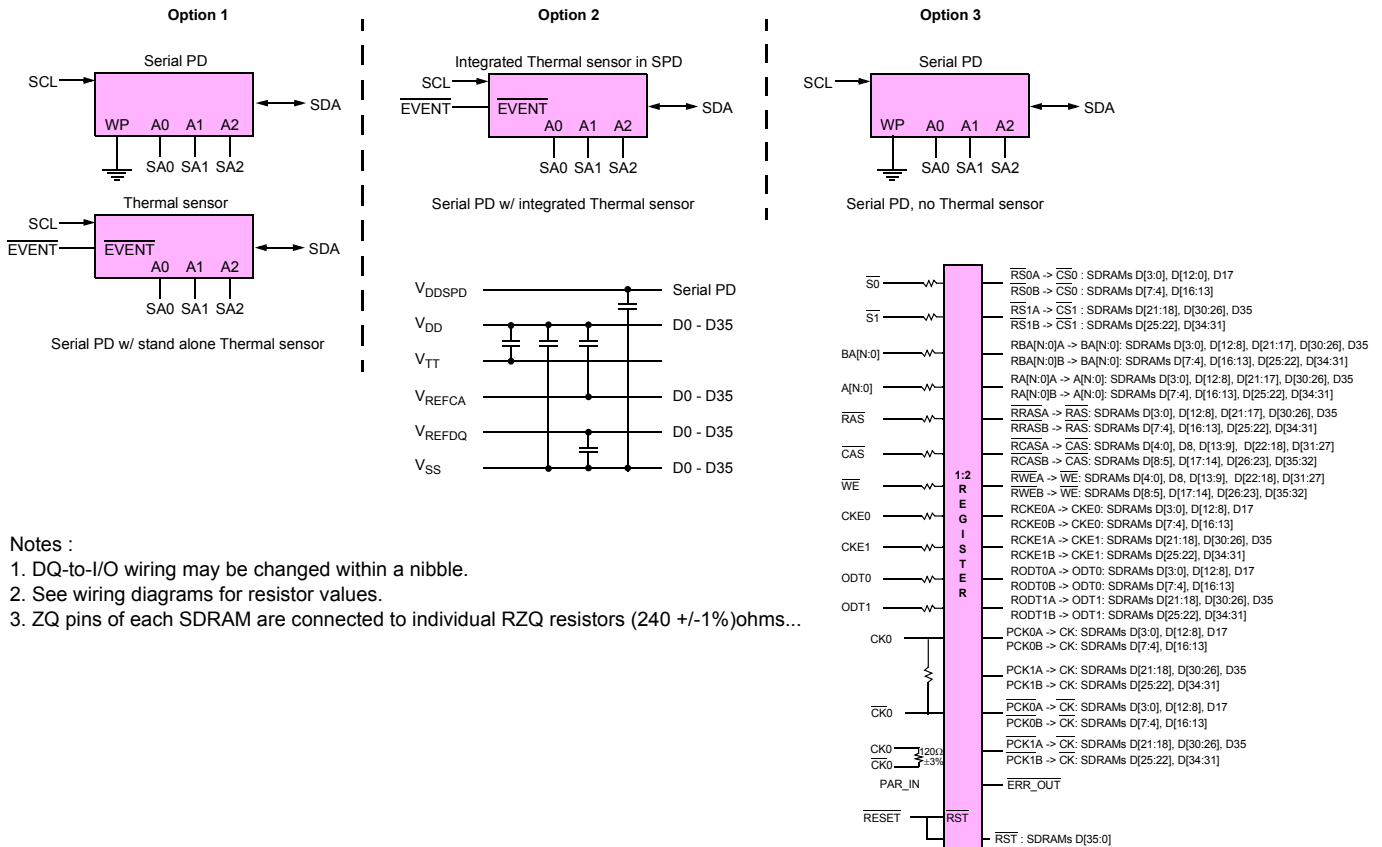 Option 1
Serial PD
SCL
SDA
WP A0 A1 A2
SA0 SA1 SA2
Thermal sensor
SCL
EVENT
EVENT
SDA
A0 A1 A2
SA0 SA1 SA2
Serial PD w/ stand alone Thermal sensor
Option 2
Integrated Thermal sensor in SPD
SCL
EVENT
EVENT
SDA
A0 A1 A2
SA0 SA1 SA2
Serial PD w/ integrated Thermal sensor
Option 3
Serial PD
SCL
SDA
WP A0 A1 A2
SA0 SA1 SA2
Serial PD, no Thermal sensor
VDDSPD Serial PD
VDD D0 - D35
VTT
VREFCA D0 - D35
VREFDQ D0 - D35
VSS D0 - D35
Notes :
1. DQ-to-I/O wiring may be changed within a nibble.
2. See wiring diagrams for resistor values.
3. ZQ pins of each SDRAM are connected to individual RZQ resistors (240 +/-1%)ohms...
1:2
REGISTER
S0
RS0A -> CS0 : SDRAMs D[3:0], D[12:0], D17
RS0B -> CS0 : SDRAMs D[7:4], D[16:13]
S1
RS1A -> CS1 : SDRAMs D[21:18], D[30:26], D35
RS1B -> CS1 : SDRAMs D[25:22], D[34:31]
BA[N:0]
RBA[N:0]A -> BA[N:0]: SDRAMs D[3:0], D[12:8], D[21:17], D[30:26], D35
RBA[N:0]B -> BA[N:0]: SDRAMs D[7:4], D[16:13], D[25:22], D[34:31]
A[N:0]
RA[N:0]A -> A[N:0]: SDRAMs D[3:0], D[12:8], D[21:17], D[30:26], D35
RA[N:0]B -> A[N:0]: SDRAMs D[7:4], D[16:13], D[25:22], D[34:31]
RAS
RRASA -> RAS: SDRAMs D[3:0], D[12:8], D[21:17], D[30:26], D35
RRASB -> RAS: SDRAMs D[7:4], D[16:13], D[25:22], D[34:31]
CAS
RCASA -> CAS: SDRAMs D[4:0], D8, D[13:9], D[22:18], D[31:27]
RCASB -> CAS: SDRAMs D[8:5], D[17:14], D[26:23], D[35:32]
WE
RWEA -> WE: SDRAMs D[4:0], D8, D[13:9], D[22:18], D[31:27]
RWEB -> WE: SDRAMs D[8:5], D[17:14], D[26:23], D[35:32]
CKE0
RCKE0A -> CKE0: SDRAMs D[3:0], D[12:8], D17
RCKE0B -> CKE0: SDRAMs D[7:4], D[16:13]
CKE1
RCKE1A -> CKE1: SDRAMs D[21:18], D[30:26], D35
RCKE1B -> CKE1: SDRAMs D[25:22], D[34:31]
ODT0
RODT0A -> ODT0: SDRAMs D[3:0], D[12:8], D17
RODT0B -> ODT0: SDRAMs D[7:4], D[16:13]
ODT1
RODT1A -> ODT1: SDRAMs D[21:18], D[30:26], D35
RODT1B -> ODT1: SDRAMs D[25:22], D[34:31]
CK0
PCK0A -> CK: SDRAMs D[3:0], D[12:8], D17
PCK0B -> CK: SDRAMs D[7:4], D[16:13]
PCK1A -> CK: SDRAMs D[21:18], D[30:26], D35
PCK1B -> CK: SDRAMs D[25:22], D[34:31]
CK0
PCK0A -> CK: SDRAMs D[3:0], D[12:8], D17
PCK0B -> CK: SDRAMs D[7:4], D[16:13]
CK0
CK0
120Ω
±3%
PCK1A -> CK: SDRAMs D[21:18], D[30:26], D35
PCK1B -> CK: SDRAMs D[25:22], D[34:31]
PAR_IN
ERR_OUT
RESET
RST
RST : SDRAMs D[35:0]